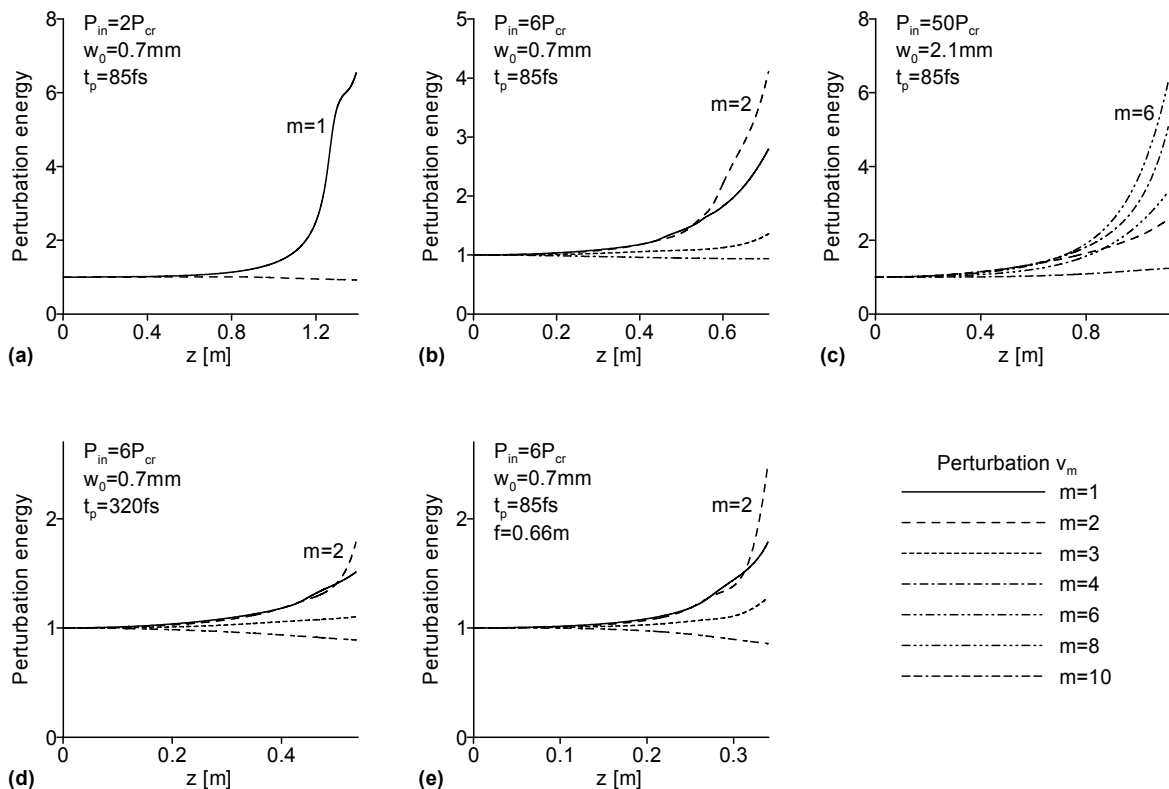 P_in=2P_cr
w_0=0.7mm
t_p=85fs
m=1
Perturbation energy
8
6
4
2
0
0 0.4 0.8 1.2
z [m]
(a)
P_in=6P_cr
w_0=0.7mm
t_p=85fs
m=2
Perturbation energy
5
4
3
2
1
0
0 0.2 0.4 0.6
z [m]
(b)
P_in=50P_cr
w_0=2.1mm
t_p=85fs
m=6
Perturbation energy
8
6
4
2
0
0 0.4 0.8
z [m]
(c)
P_in=6P_cr
w_0=0.7mm
t_p=320fs
m=2
Perturbation energy
2
1
0
0 0.2 0.4
z [m]
(d)
P_in=6P_cr
w_0=0.7mm
t_p=85fs
f=0.66m
m=2
Perturbation energy
2
1
0
0 0.1 0.2 0.3
z [m]
(e)
Perturbation v_m
m=1
m=2
m=3
m=4
m=6
m=8
m=10